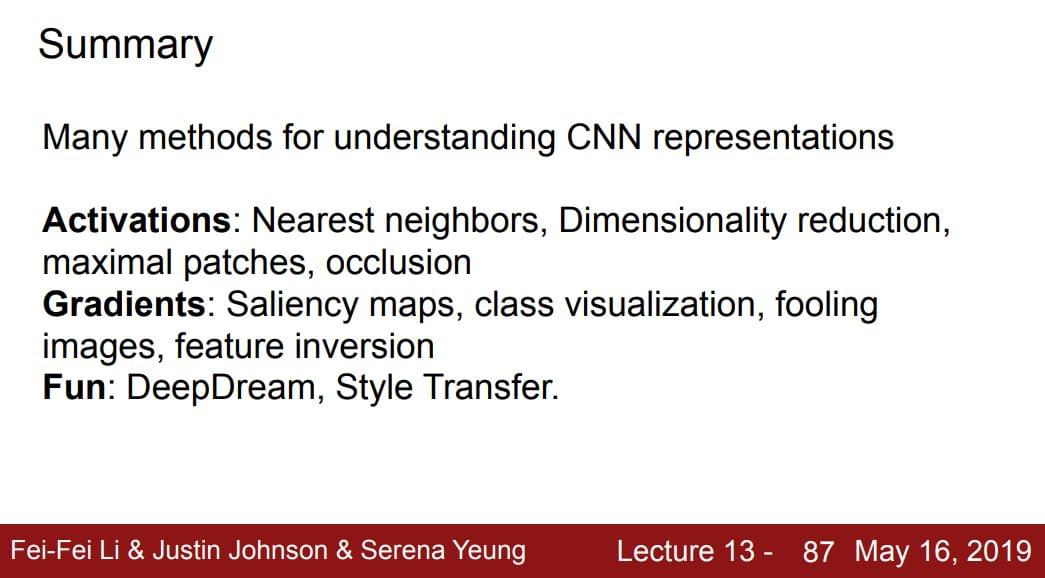 Summary
Many methods for understanding CNN representations
Activations: Nearest neighbors, Dimensionality reduction,
maximal patches, occlusion
Gradients: Saliency maps, class visualization, fooling
images, feature inversion
Fun: DeepDream, Style Transfer.
Fei-Fei Li & Justin Johnson & Serena Yeung Lecture 13 - 87 May 16, 2019